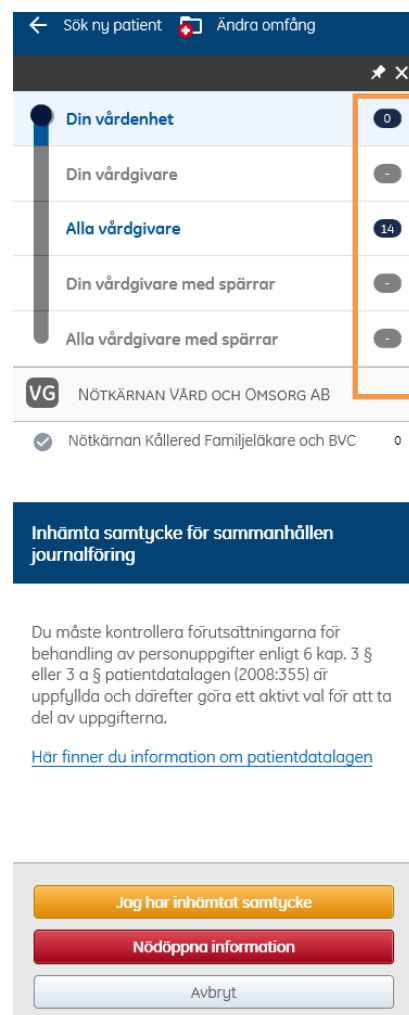 Sök ny patient Ändra omfång
Din vårdenhet 0
Din vårdgivare -
Alla vårdgivare 14
Din vårdgivare med spärrar -
Alla vårdgivare med spärrar -
VG NÖTKÄRNAN VÅRD OCH OMSORG AB
Nötkärnan Kållered Familjeläkare och BVC 0
Inhämta samtycke för sammanhållen
journalföring
Du måste kontrollera förutsättningarna för
behandling av personuppgifter enligt 6 kap. 3 §
eller 3 a § patientdatalagen (2008:355) är
uppfyllda och därefter göra ett aktivt val för att ta
del av uppgifterna.
Här finner du information om patientdatalagen
Jag har inhämtat samtycke
Nödöppna information
Avbryt